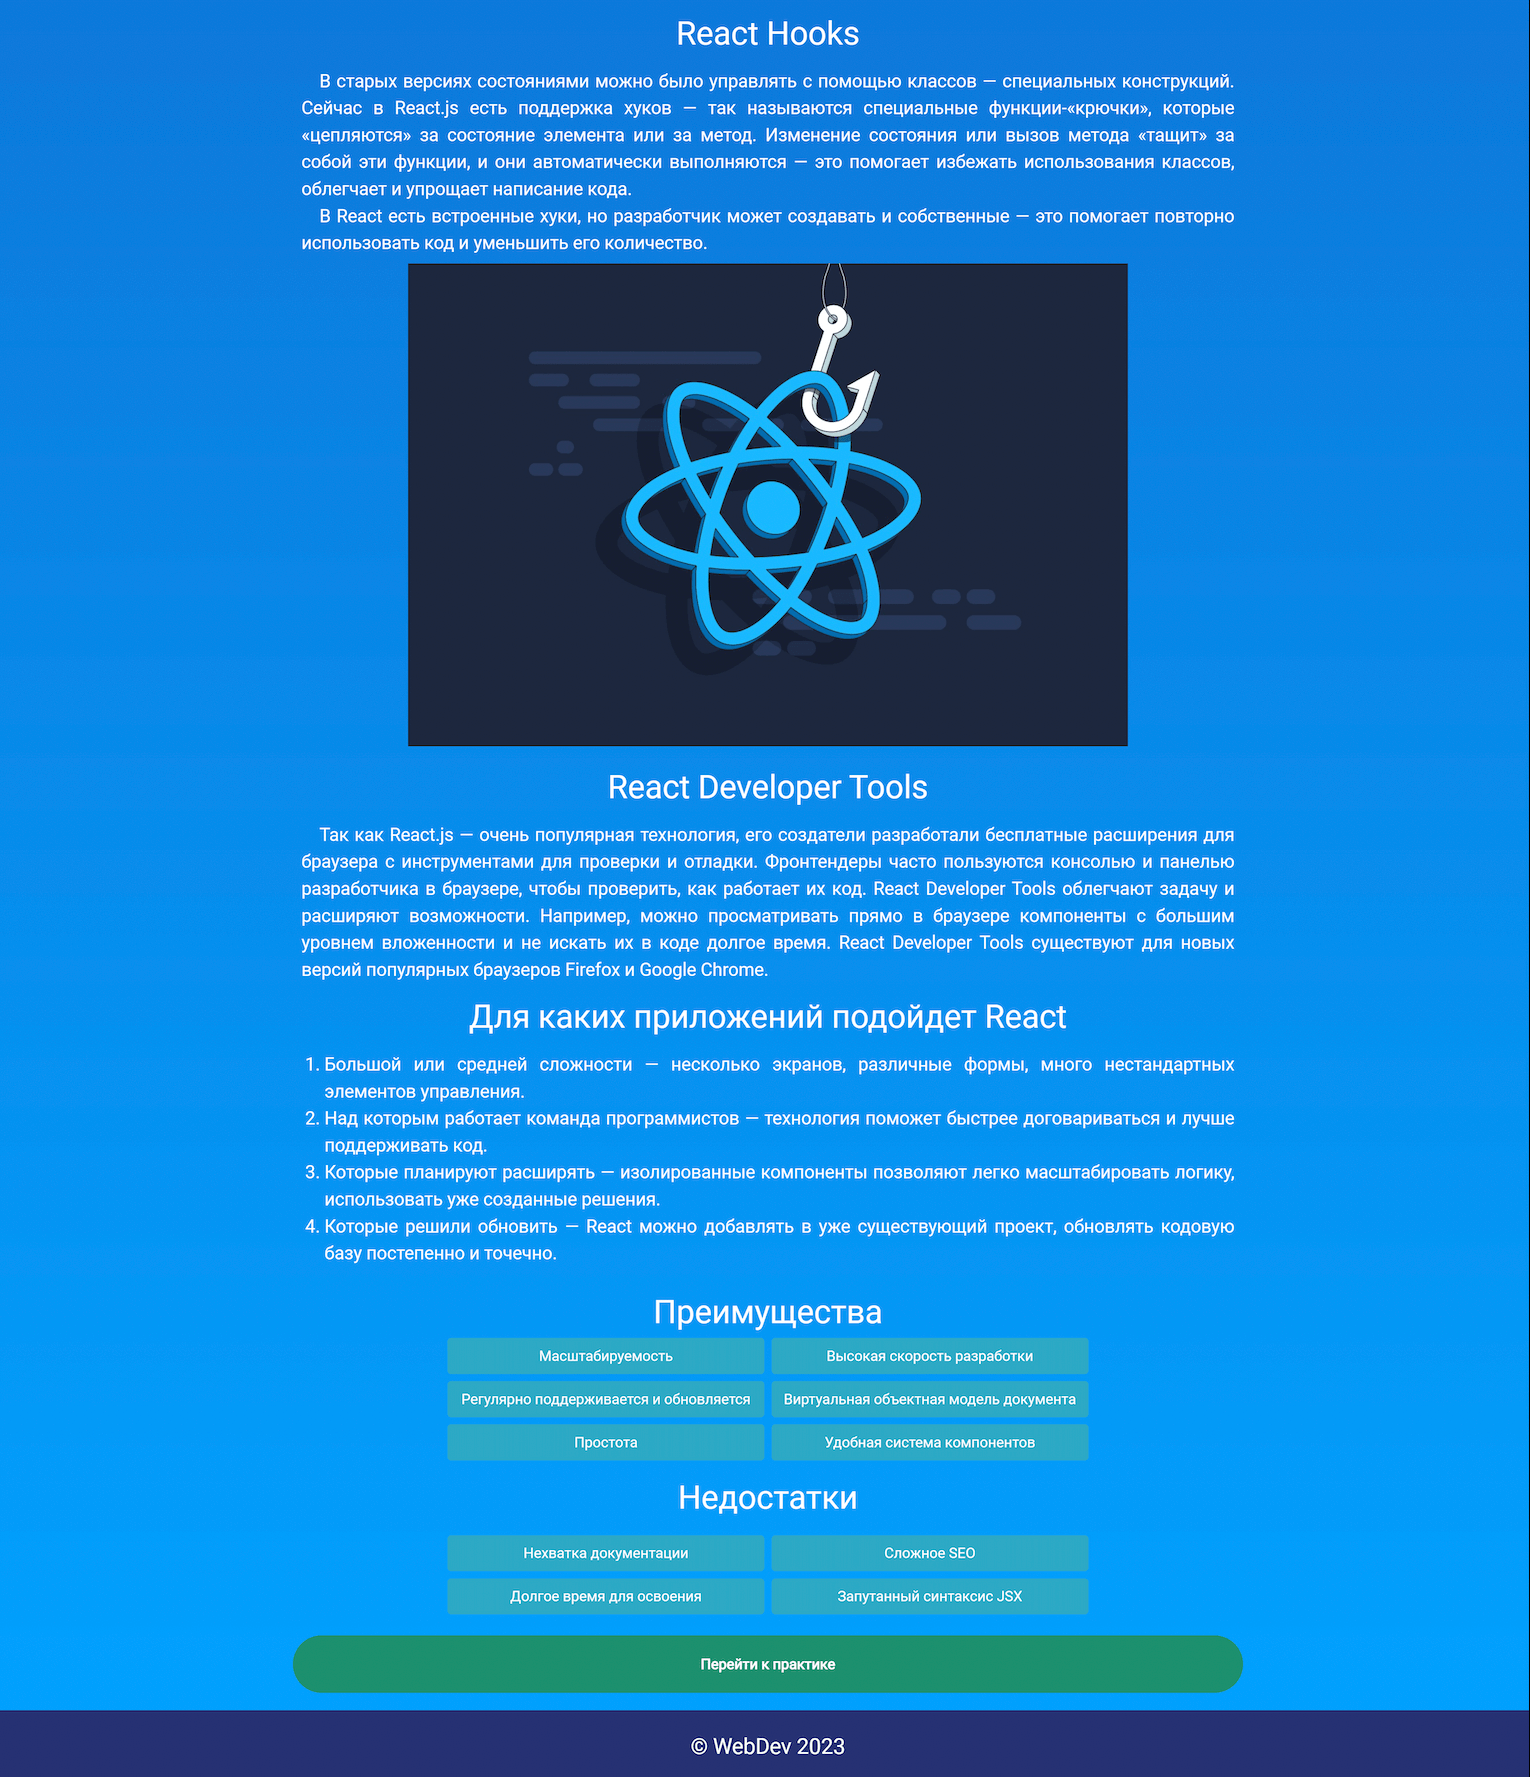 React Hooks
В старых версиях состояниями можно было управлять с помощью классов — специальных конструкций.
Сейчас в React.js есть поддержка хуков — так называются специальные функции-«крючки», которые
«цепляются» за состояние элемента или за метод. Изменение состояния или вызов метода «тащит» за
собой эти функции, и они автоматически выполняются — это помогает избежать использования классов,
облегчает и упрощает написание кода.
В React есть встроенные хуки, но разработчик может создавать и собственные — это помогает повторно
использовать код и уменьшить его количество.
React Developer Tools
Так как React.js — очень популярная технология, его создатели разработали бесплатные расширения для
браузера с инструментами для проверки и отладки. Фронтендеры часто пользуются консолью и панелью
разработчика в браузере, чтобы проверить, как работает их код. React Developer Tools облегчают задачу и
расширяют возможности. Например, можно просматривать прямо в браузере компоненты с большим
уровнем вложенности и не искать их в коде долгое время. React Developer Tools существуют для новых
версий популярных браузеров Firefox и Google Chrome.
Для каких приложений подойдет React
1. Большой или средней сложности — несколько экранов, различные формы, много нестандартных
элементов управления.
2. Над которым работает команда программистов — технология поможет быстрее договариваться и лучше
поддерживать код.
3. Которые планируют расширять — изолированные компоненты позволяют легко масштабировать логику,
использовать уже созданные решения.
4. Которые решили обновить — React можно добавлять в уже существующий проект, обновлять кодовую
базу постепенно и точечно.
Преимущества
Масштабируемость
Высокая скорость разработки
Регулярно поддерживается и обновляется
Виртуальная объектная модель документа
Простота
Удобная система компонентов
Недостатки
Нехватка документации
Сложное SEO
Долгое время для освоения
Запутанный синтаксис JSX
Перейти к практике
© WebDev 2023